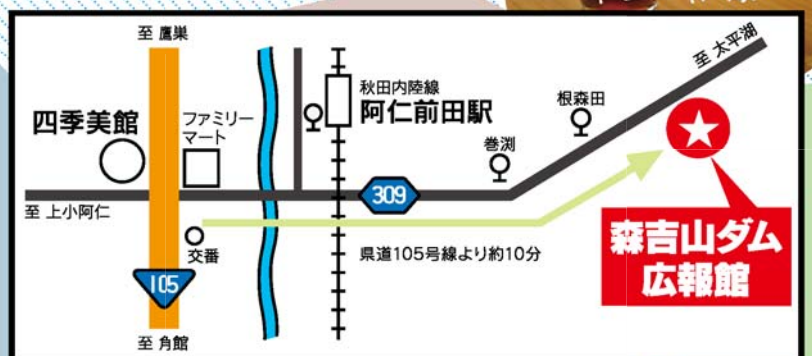 至 鷹巣
四季美館
ファミリー
マート
秋田内陸線
阿仁前田駅
巻渕
根森田
至 太平湖
309
至 上小阿仁
交番
県道105号線より約10分
105
至 角館
森吉山ダム
広報館